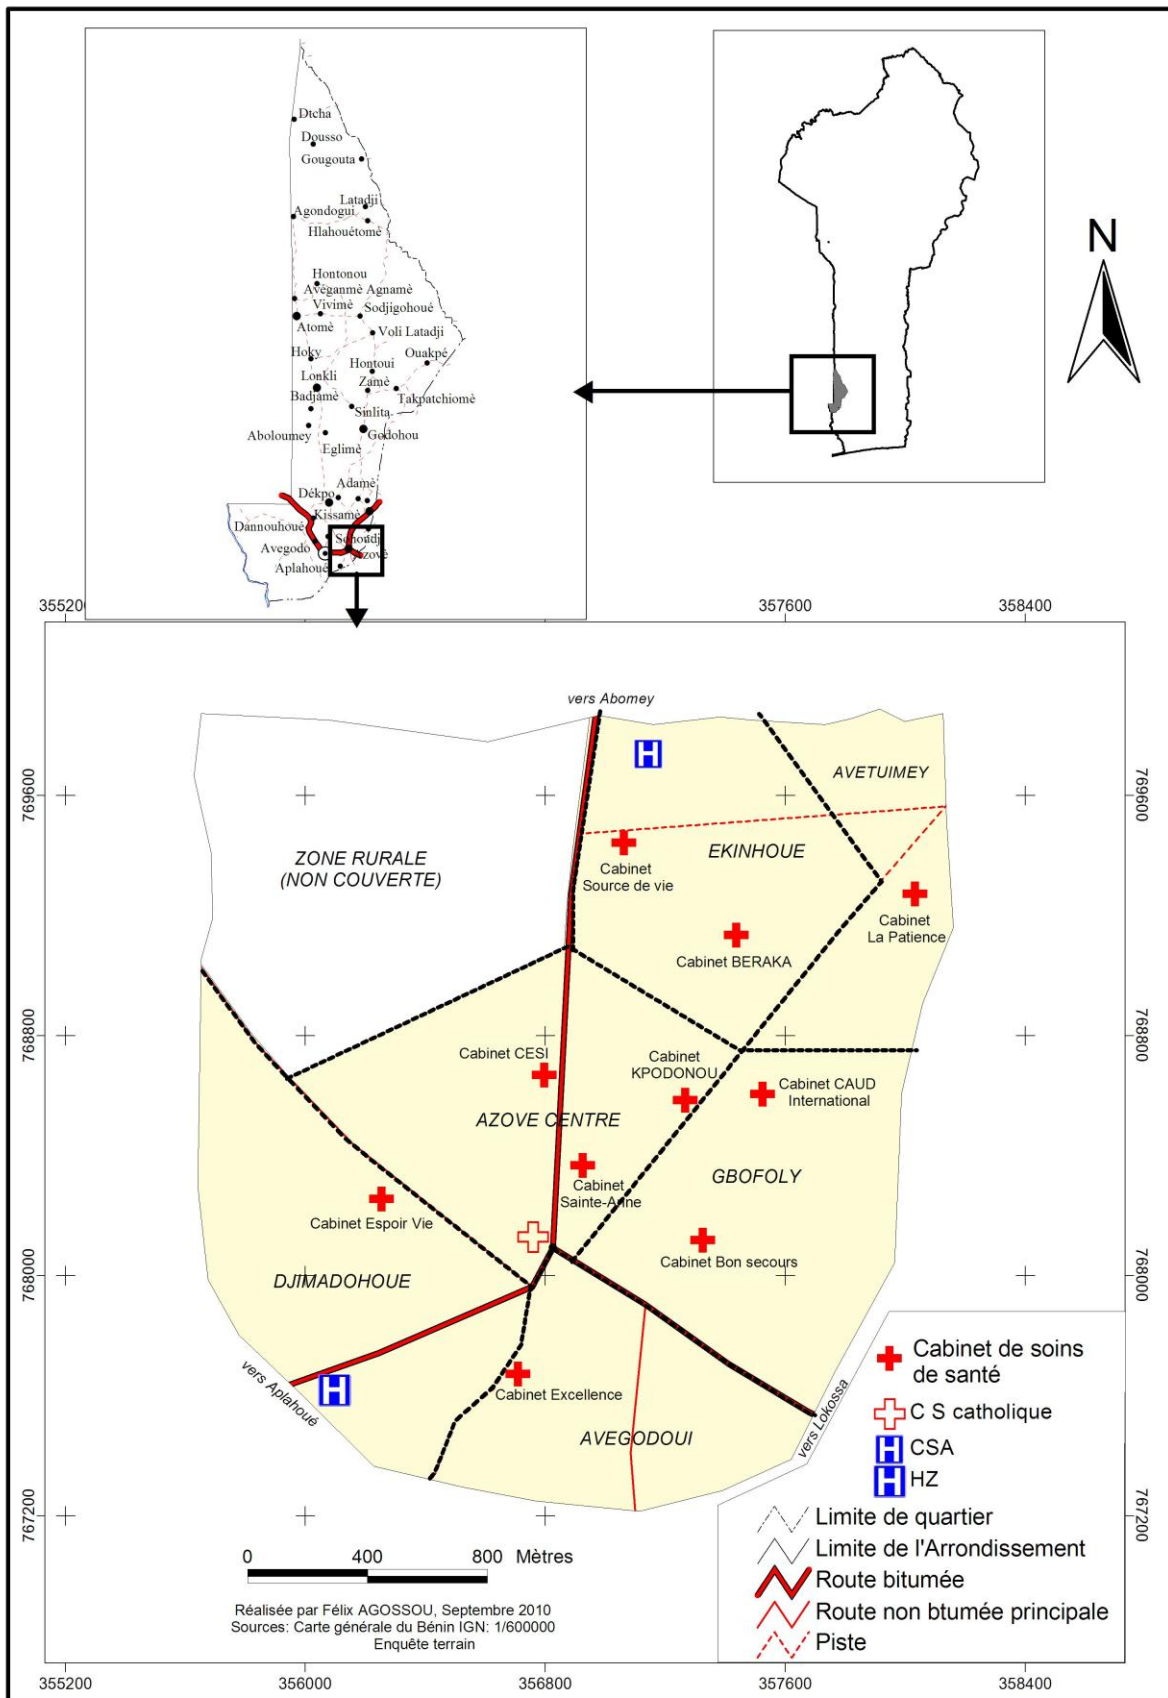 Dtcha
Dousso
Gougouta
Latadji
Agondogui
Hlahouétomè
Hontonou
Avéganmè Agnamè
Vivimè
Sodjigohoué
Atomè
Voli Latadji
Hoky
Ouakpé
Hontoui
Lonkli
Zamè
Badjamè
Takpatchiomè
Sinlita
Aboloumey
Godohou
Eglimè
Adamè
Dékpo
Kissamè
Dannouhoué
Avegodo
Aplahoué
N
355200
357600
358400
vers Abomey
769600
769600
AVETUIMEY
ZONE RURALE
(NON COUVERTE)
EKINHOUE
Cabinet
Source de vie
Cabinet
La Patience
Cabinet BERAKA
768800
768800
Cabinet CESI
Cabinet
KPODONOU
Cabinet CAUD
International
AZOVE CENTRE
GBOFOLY
Cabinet
Sainte-Anne
Cabinet Espoir Vie
Cabinet Bon secours
DJIMADOHOUE
768000
768000
vers Aplahoué
Cabinet Excellence
AVEGODOUI
vers Lokossa
Cabinet de soins
de santé
C S catholique
H CSA
H HZ
767200
767200
Limite de quartier
Limite de l'Arrondissement
Route bitumée
Route non btumée principale
Piste
0 400 800 Mètres
Réalisée par Félix AGOSSOU, Septembre 2010
Sources: Carte générale du Bénin IGN: 1/600000
Enquête terrain
355200
356000
356800
357600
358400